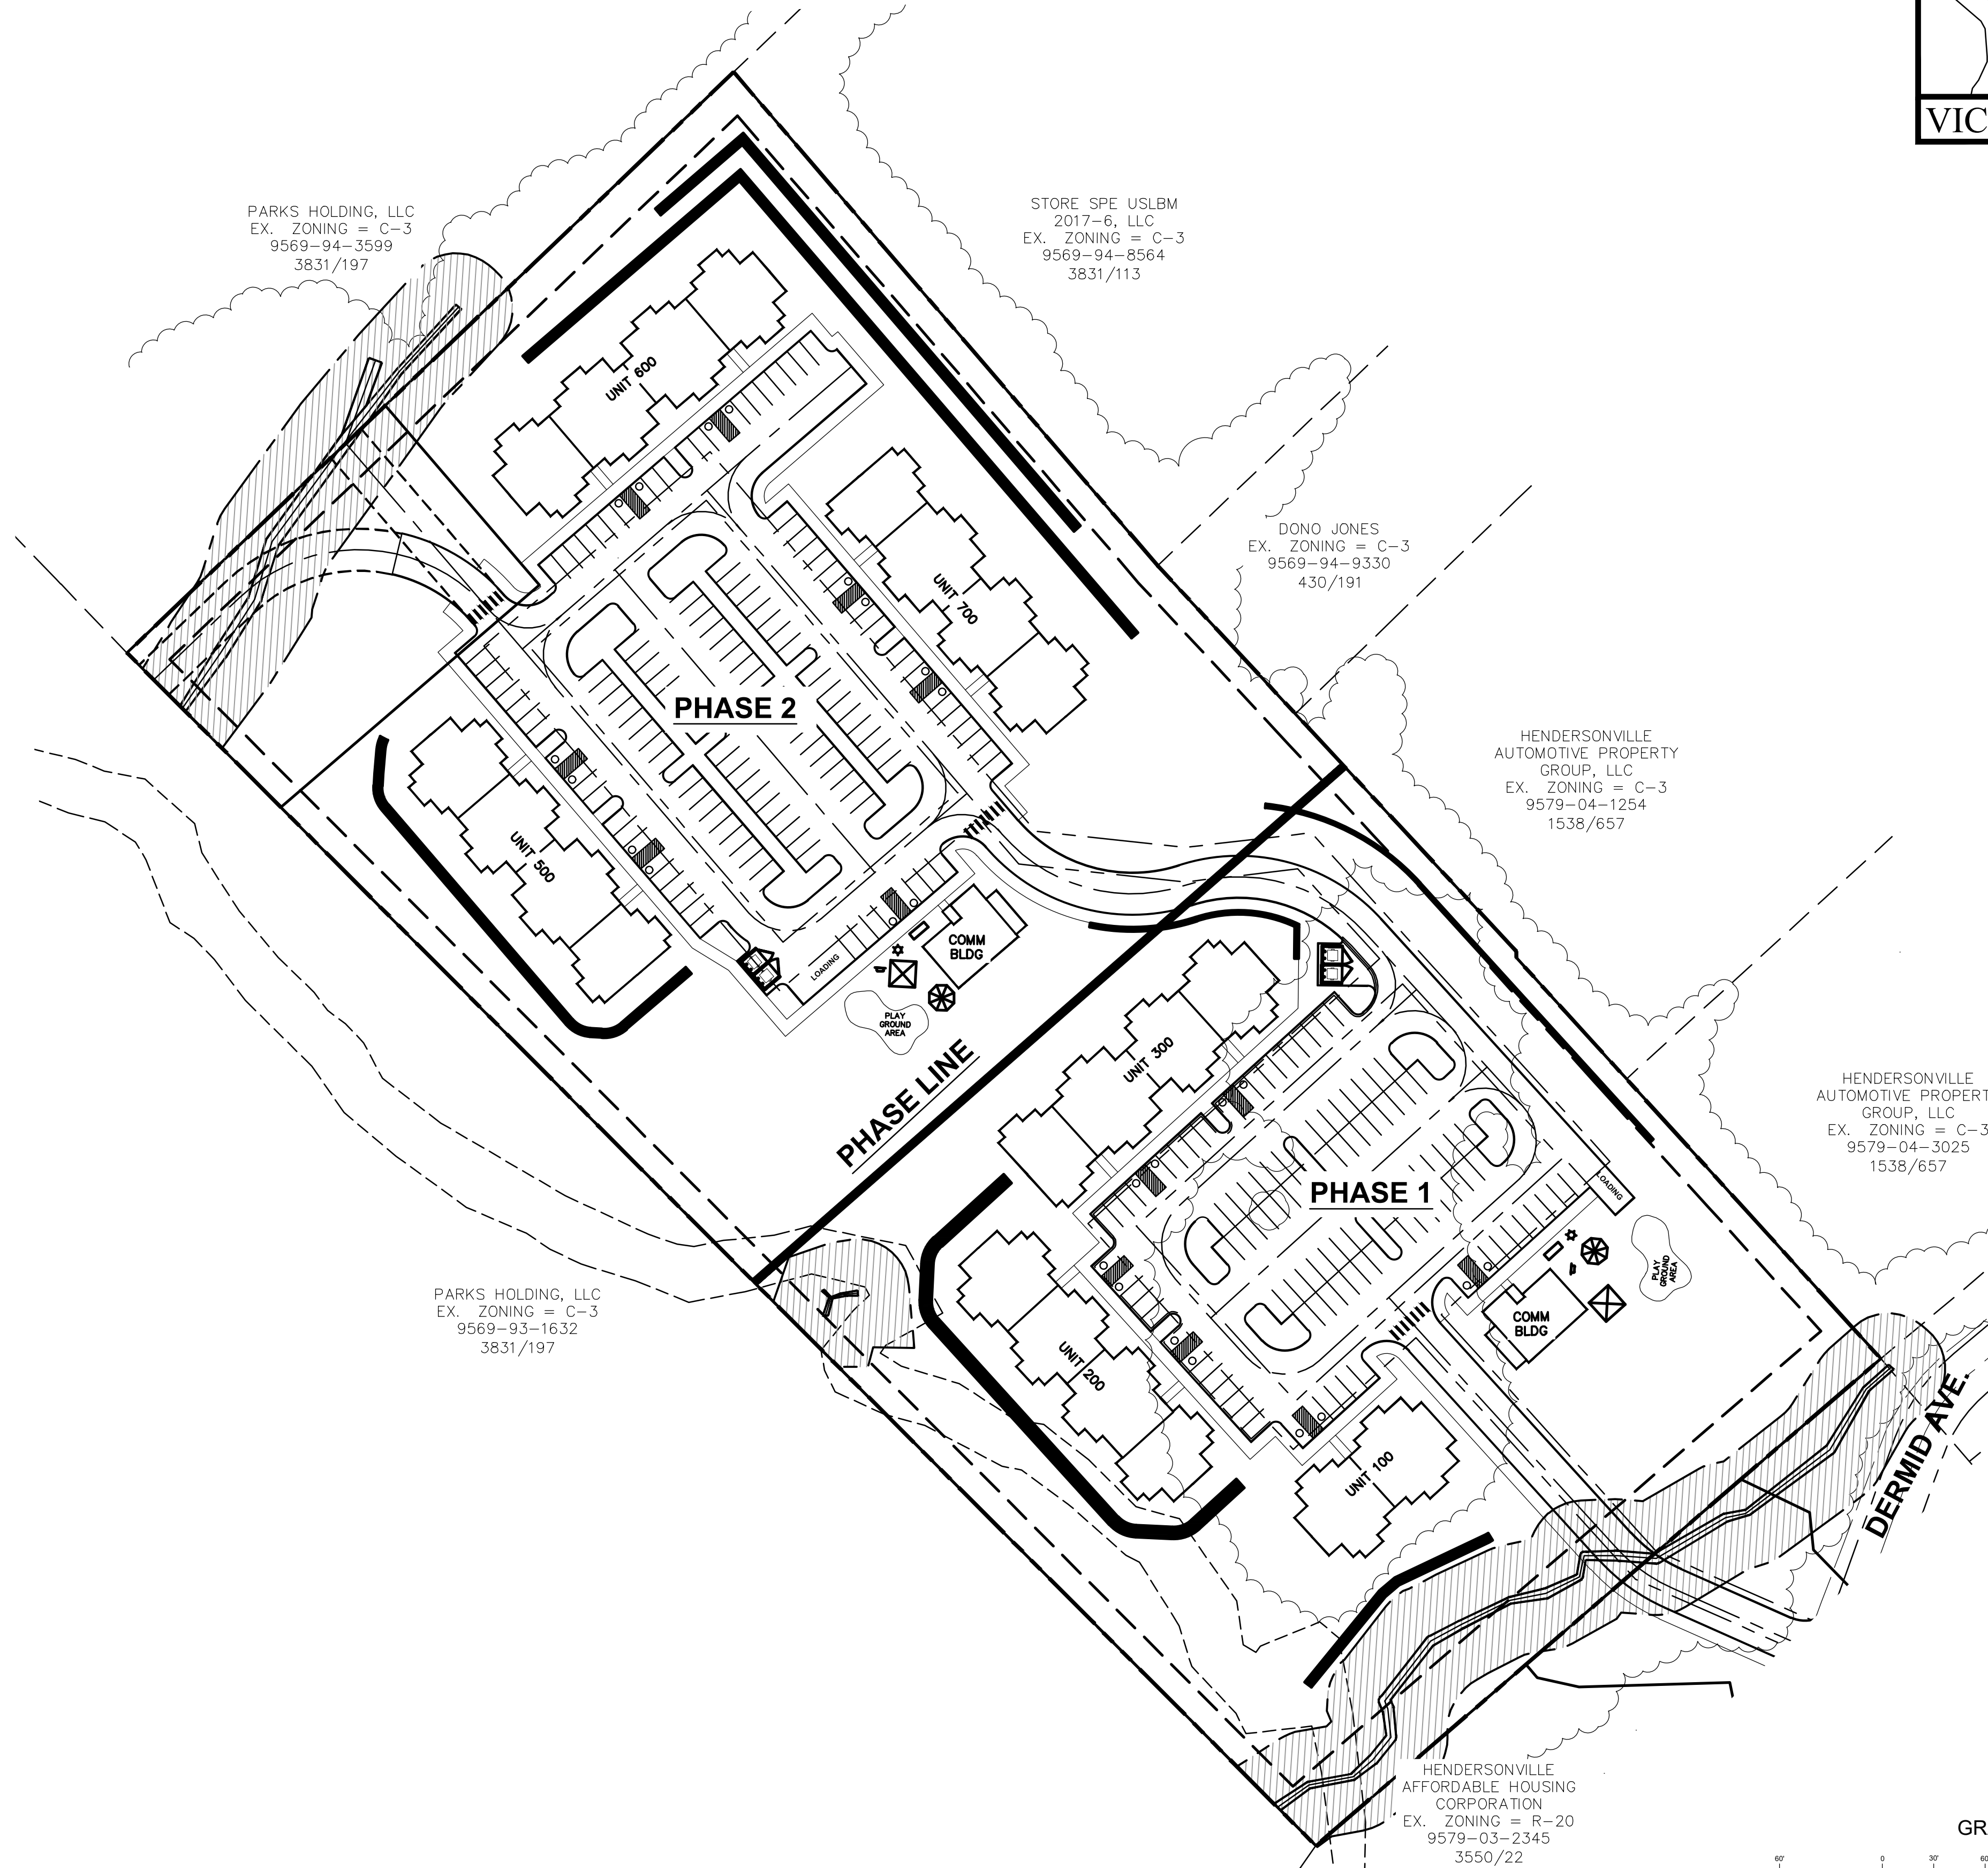 VIC
PARKS HOLDING, LLC
EX. ZONING = C-3
9569-94-3599
3831/197
STORE SPE USLBM
2017-6, LLC
EX. ZONING = C-3
9569-94-8564
3831/113
UNIT 600
DONO JONES
EX. ZONING = C-3
9569-94-9330
430/191
UNIT 700
PHASE 2
HENDERSONVILLE
AUTOMOTIVE PROPERTY
GROUP, LLC
EX. ZONING = C-3
9579-04-1254
1538/657
UNIT 500
COMM
BLDG
LOADING
PLAY
GROUND
AREA
PHASE LINE
UNIT 300
HENDERSONVILLE
AUTOMOTIVE PROPERT
GROUP, LLC
EX. ZONING = C-3
9579-04-3025
1538/657
PHASE 1
LOADING
PLAY
GROUND
AREA
COMM
BLDG
PARKS HOLDING, LLC
EX. ZONING = C-3
9569-93-1632
3831/197
UNIT 200
UNIT 100
DERMID AVE.
HENDERSONVILLE
AFFORDABLE HOUSING
CORPORATION
EX. ZONING = R-20
9579-03-2345
3550/22
GR
60' 0 30' 60